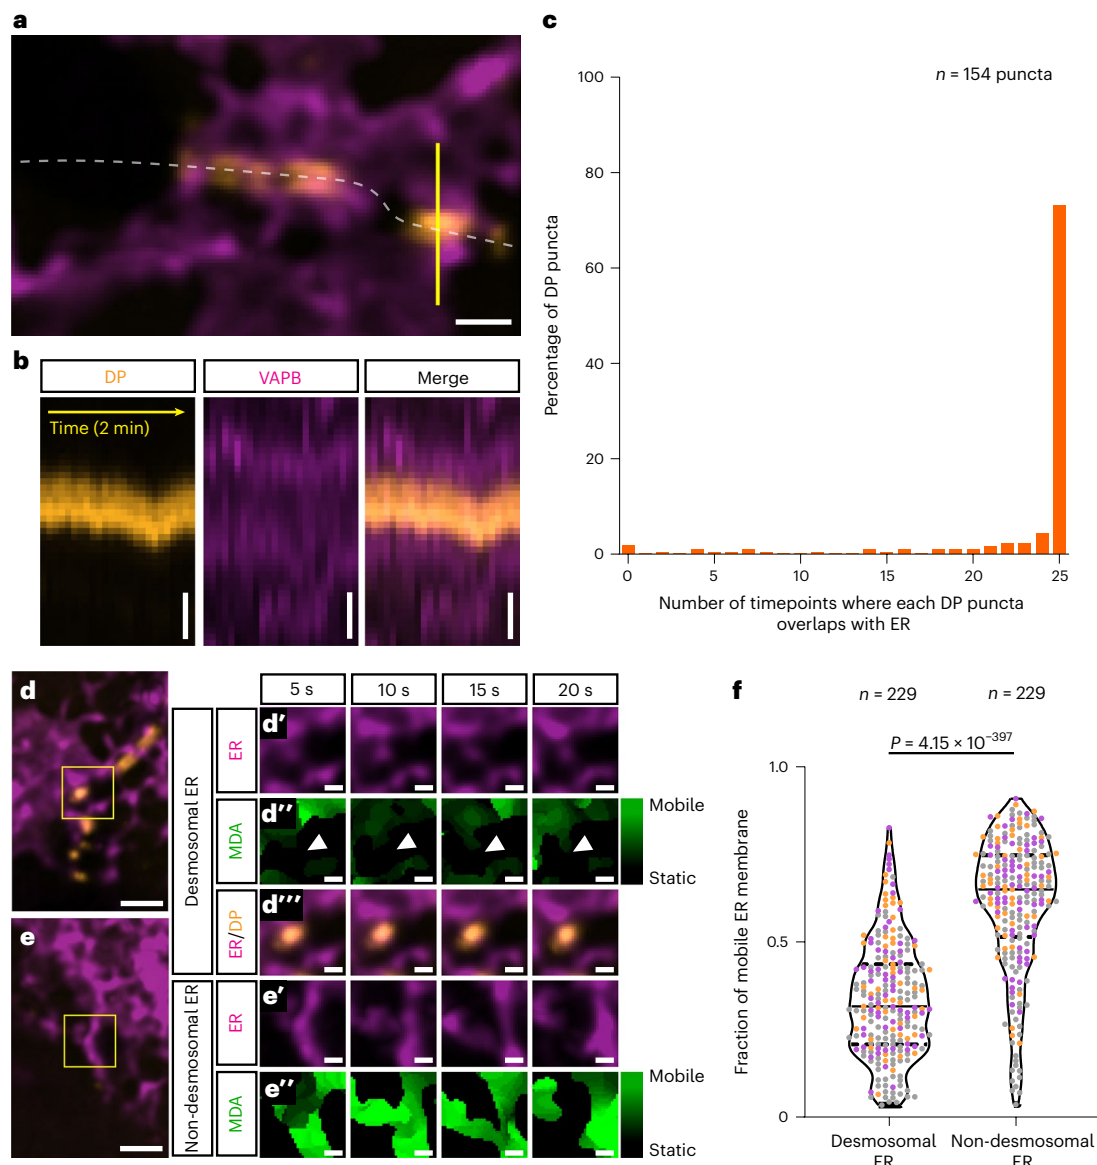 a
b
DP
VAPB
Merge
Time (2 min)
c
n = 154 puncta
100
80
60
40
20
0
Percentage of DP puncta
0 5 10 15 20 25
Number of timepoints where each DP puncta
overlaps with ER
d
e
5 s
10 s
15 s
20 s
Desmosomal ER
Non-desmosomal ER
ER
MDA
ER/DP
ER
MDA
d′
d′′
d′′′
e′
e′′
Mobile
Static
Mobile
Static
f
n = 229
n = 229
P = 4.15 × 10⁻³⁹⁷
1.0
0.5
0
Fraction of mobile ER membrane
Desmosomal
ER
Non-desmosomal
ER